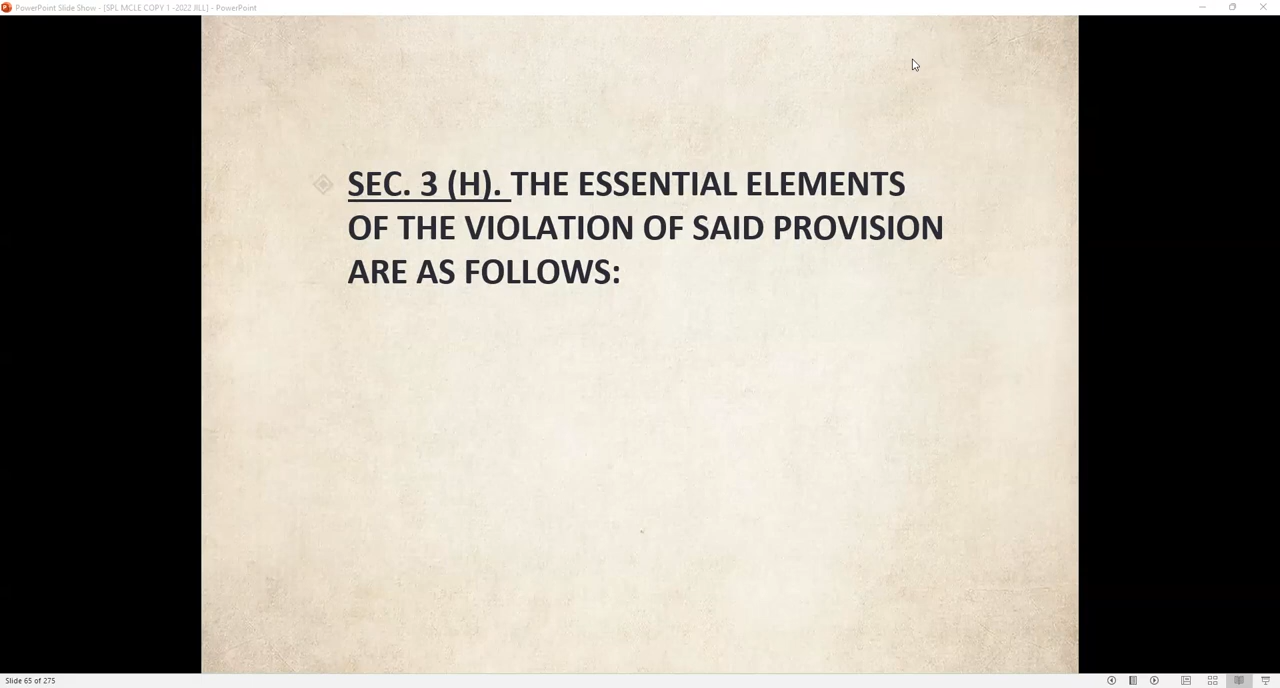 PowerPoint Slide Show - [SPL MCLE COPY 1 -2022 JILL] - PowerPoint
SEC. 3 (H). THE ESSENTIAL ELEMENTS
OF THE VIOLATION OF SAID PROVISION
ARE AS FOLLOWS:
Slide 65 of 275